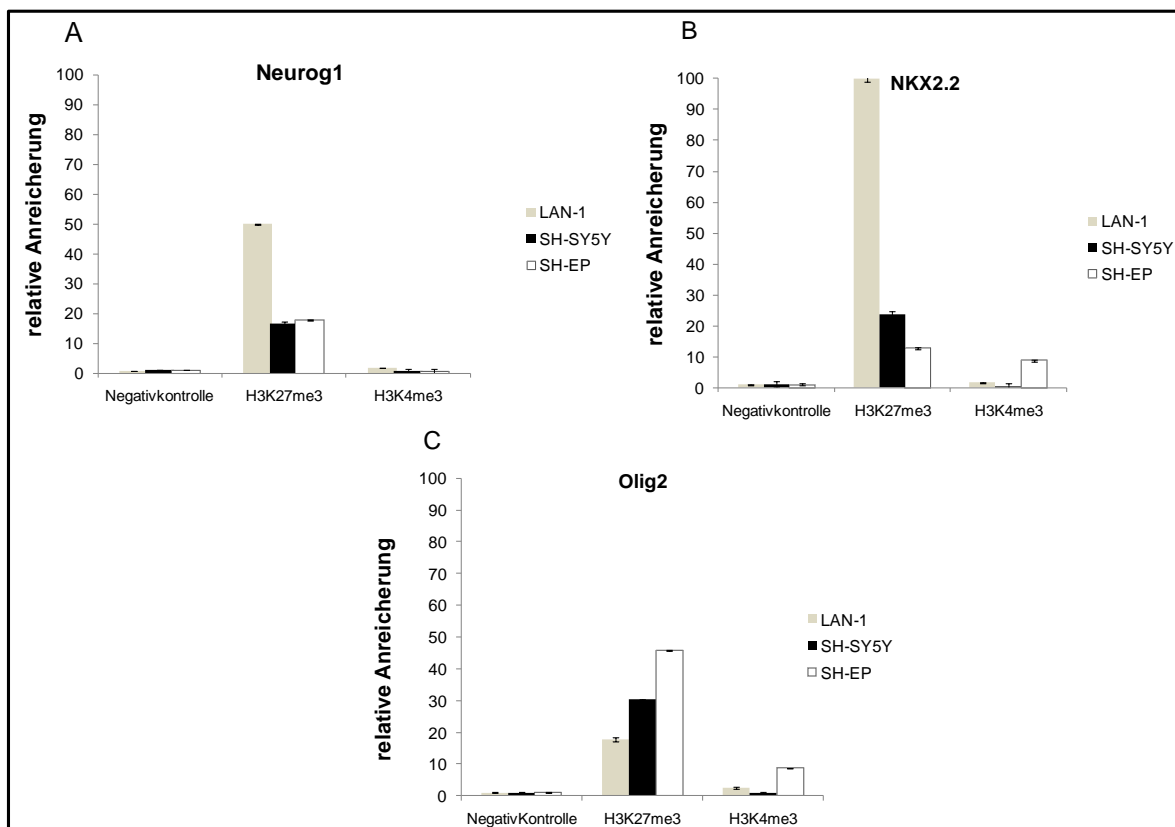 A
Neurog1
relative Anreicherung
100
90
80
70
60
50
40
30
20
10
0
Negativkontrolle H3K27me3 H3K4me3
LAN-1
SH-SY5Y
SH-EP
B
NKX2.2
relative Anreicherung
100
90
80
70
60
50
40
30
20
10
0
Negativkontrolle H3K27me3 H3K4me3
LAN-1
SH-SY5Y
SH-EP
C
Olig2
relative Anreicherung
100
90
80
70
60
50
40
30
20
10
0
NegativKontrolle H3K27me3 H3K4me3
LAN-1
SH-SY5Y
SH-EP